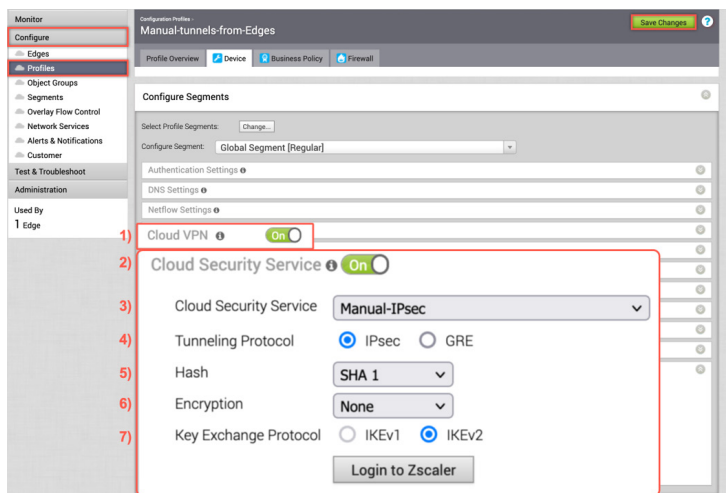 Monitor
Configure
Edges
Profiles
Object Groups
Segments
Overlay Flow Control
Network Services
Alerts & Notifications
Customer
Test & Troubleshoot
Administration
Used By
1 Edge
Configuration Profiles -
Manual-tunnels-from-Edges
Save Changes ?
Profile Overview Device Business Policy Firewall
Configure Segments
Select Profile Segments: Change...
Configure Segment: Global Segment [Regular]
Authentication Settings
DNS Settings
Netflow Settings
1) Cloud VPN On
2) Cloud Security Service On
3) Cloud Security Service Manual-IPsec
4) Tunneling Protocol IPsec GRE
5) Hash SHA 1
6) Encryption None
7) Key Exchange Protocol IKEv1 IKEv2
Login to Zscaler